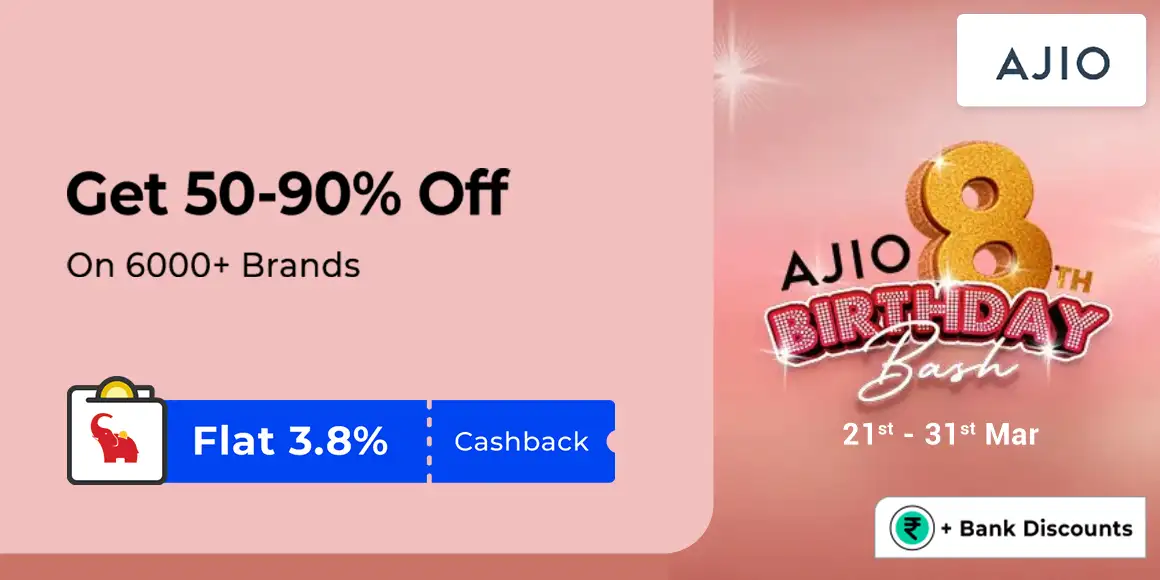 Get 50-90% Off
On 6000+ Brands
Flat 3.8%
Cashback
AJIO
AJIO 8TH
BIRTHDAY
Bash
21st - 31st Mar
₹ + Bank Discounts